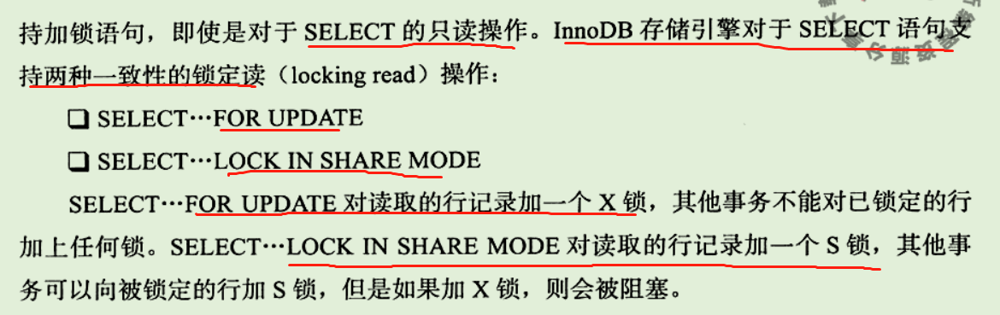 持加锁语句，即使是对于 SELECT 的只读操作。InnoDB 存储引擎对于 SELECT 语句支
持两种一致性的锁定读（locking read）操作：
❑ SELECT…FOR UPDATE
❑ SELECT…LOCK IN SHARE MODE
SELECT…FOR UPDATE 对读取的行记录加一个 X 锁，其他事务不能对已锁定的行
加上任何锁。SELECT…LOCK IN SHARE MODE 对读取的行记录加一个 S 锁，其他事
务可以向被锁定的行加 S 锁，但是如果加 X 锁，则会被阻塞。